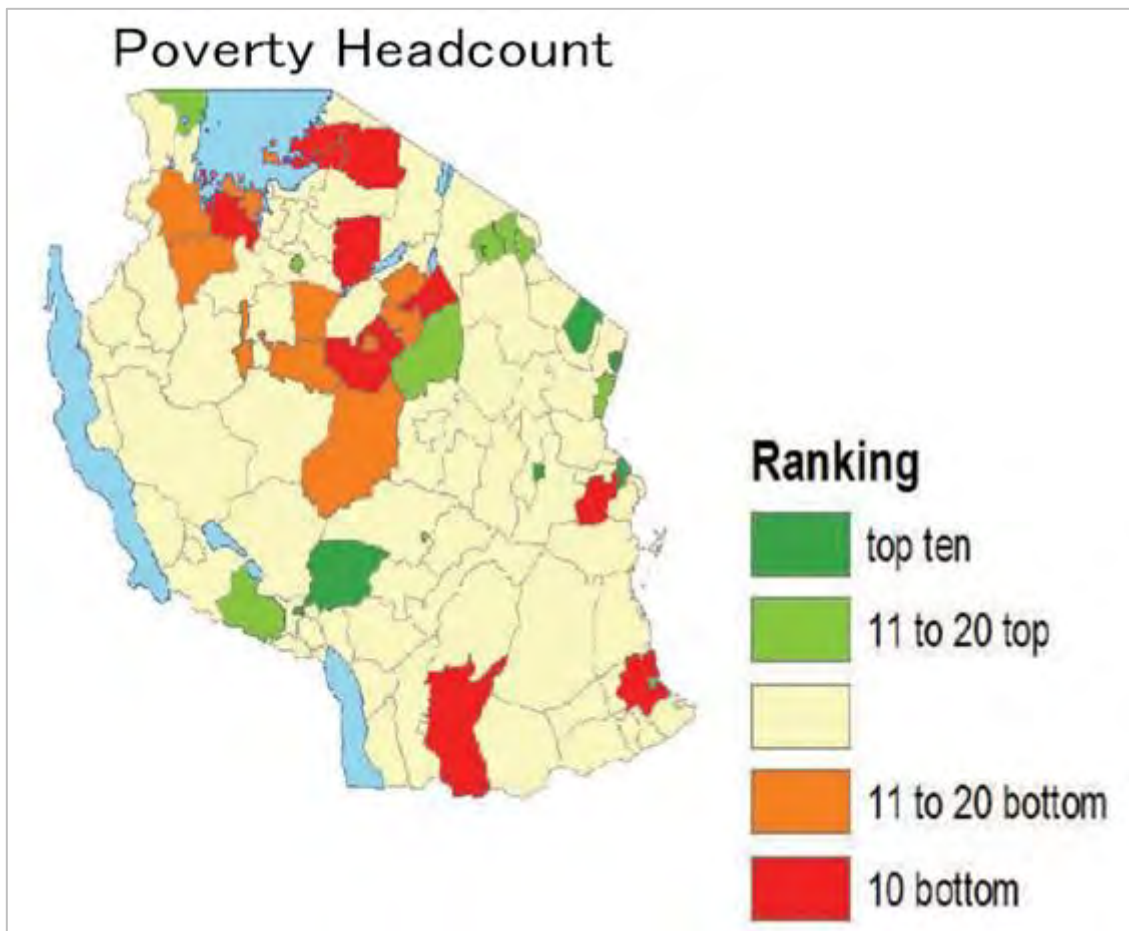 Poverty Headcount
Ranking
top ten
11 to 20 top
11 to 20 bottom
10 bottom